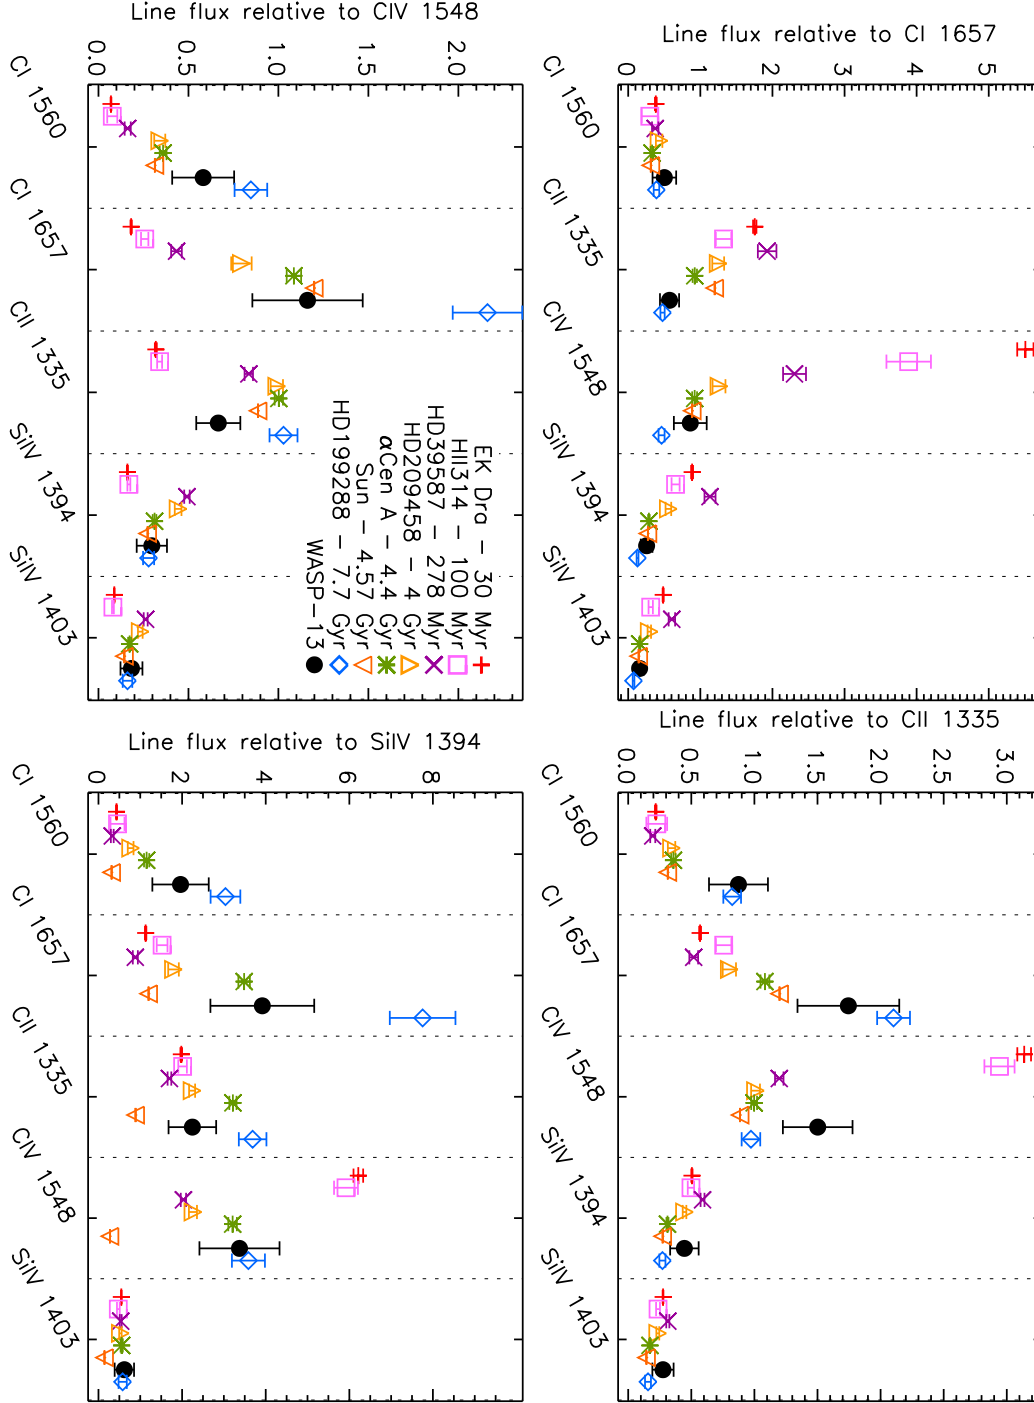 Line flux relative to CI 1657
0 1 2 3 4 5
CI 1560
CII 1335
CIV 1548
SiIV 1394
SiIV 1403
Line flux relative to CII 1335
0.0 0.5 1.0 1.5 2.0 2.5 3.0
CI 1560
CI 1657
CIV 1548
SiIV 1394
SiIV 1403
Line flux relative to CIV 1548
0.0 0.5 1.0 1.5 2.0
CI 1560
CI 1657
CII 1335
SiIV 1394
SiIV 1403
EK Dra – 30 Myr
HII314 – 100 Myr
HD39587 – 278 Myr
HD209458 – 4 Gyr
αCen A – 4.4 Gyr
Sun – 4.57 Gyr
HD199288 – 7.7 Gyr
WASP–13
Line flux relative to SiIV 1394
0 2 4 6 8
CI 1560
CI 1657
CII 1335
CIV 1548
SiIV 1403